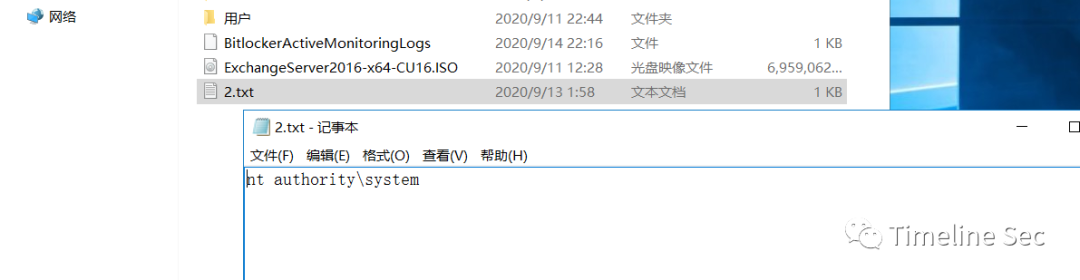 网络
用户 2020/9/11 22:44 文件夹
BitlockerActiveMonitoringLogs 2020/9/14 22:16 文件 1 KB
ExchangeServer2016-x64-CU16.ISO 2020/9/11 12:28 光盘映像文件 6,959,062...
2.txt 2020/9/13 1:58 文本文档 1 KB
2.txt - 记事本
文件(F) 编辑(E) 格式(O) 查看(V) 帮助(H)
nt authority\system
Timeline Sec